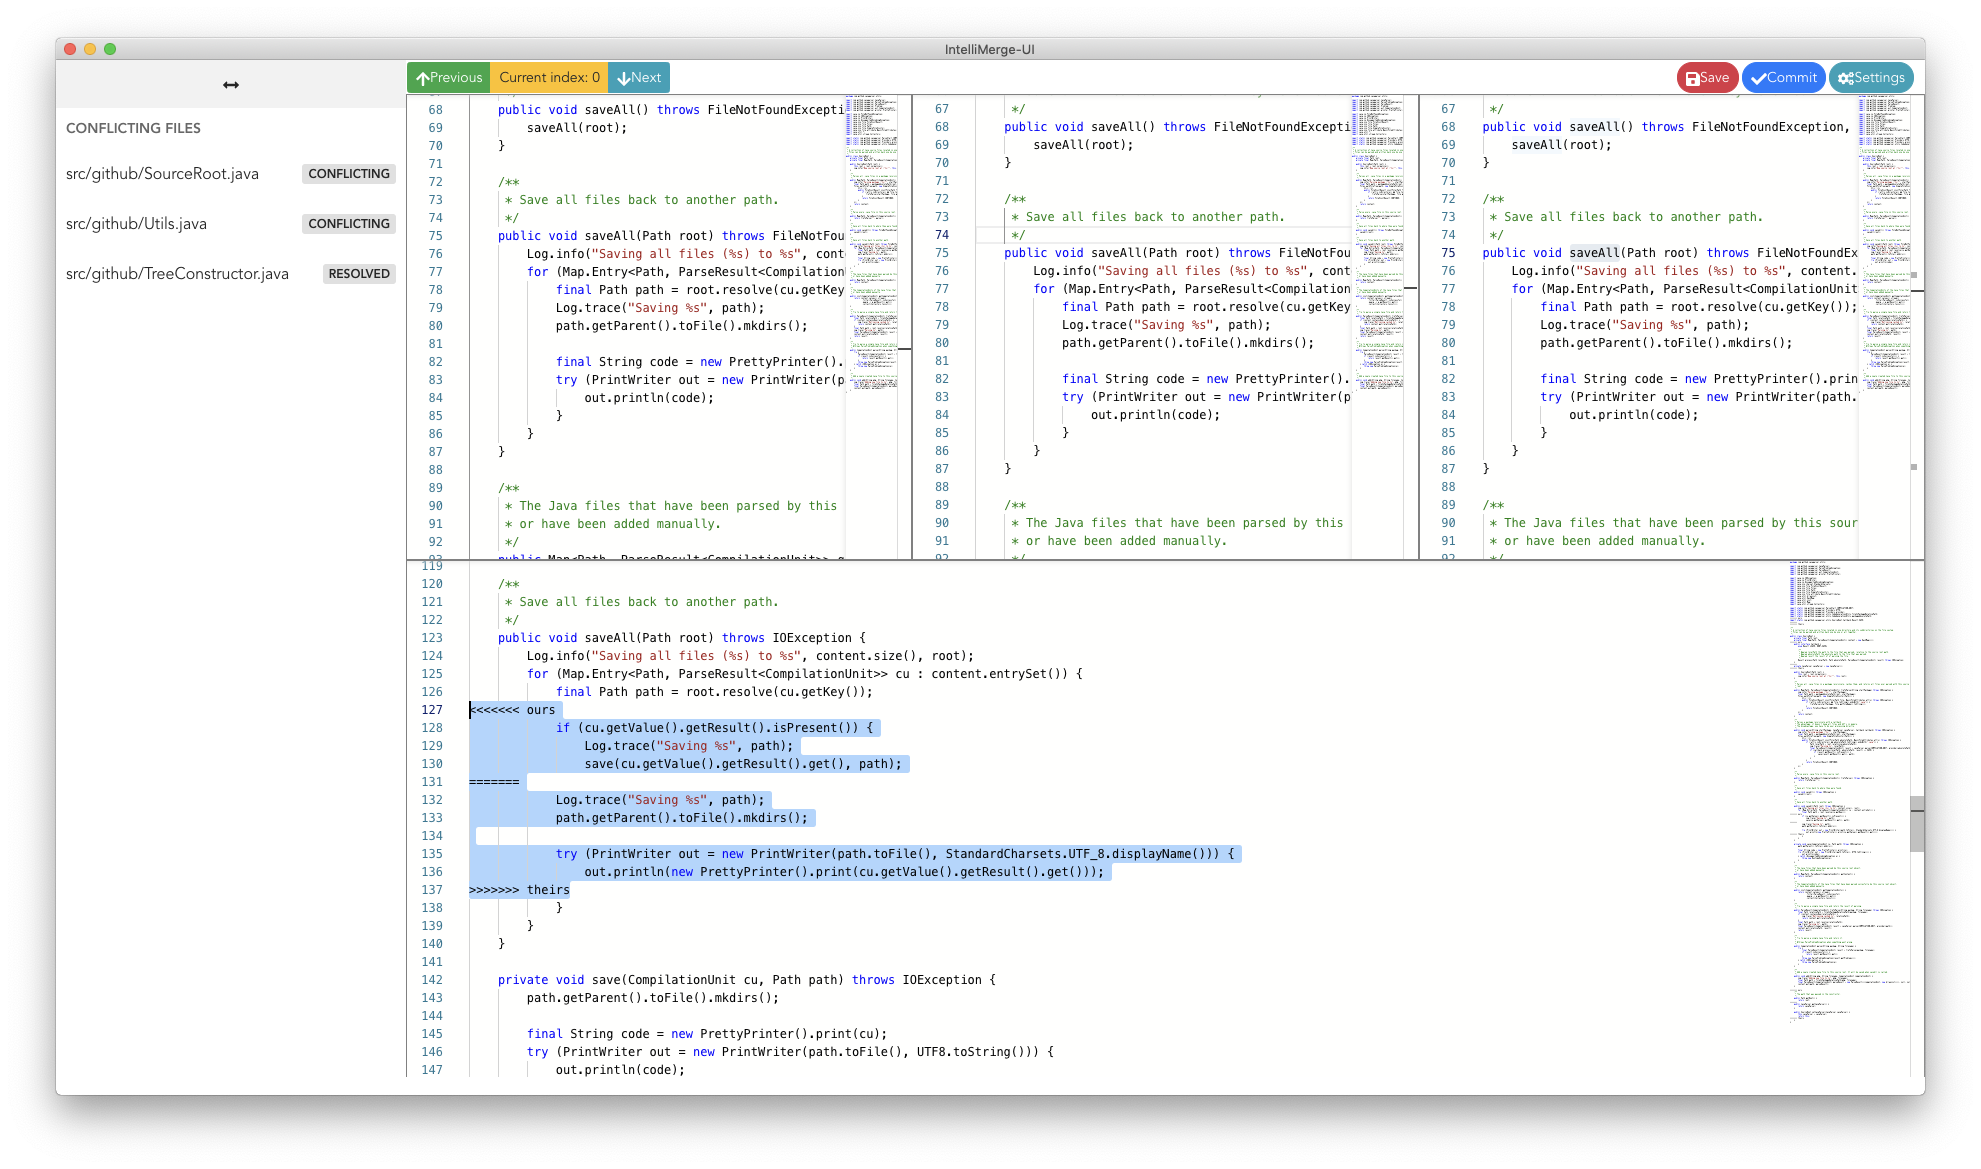 IntelliMerge-UI
Previous Current index: 0 Next
Save Commit Settings
CONFLICTING FILES
src/github/SourceRoot.java CONFLICTING
src/github/Utils.java CONFLICTING
src/github/TreeConstructor.java RESOLVED
68 public void saveAll() throws FileNotFoundExcepti
69 saveAll(root);
70 }
71
72 /**
73 * Save all files back to another path.
74 */
75 public void saveAll(Path root) throws FileNotFou
76 Log.info("Saving all files (%s) to %s", cont
77 for (Map.Entry<Path, ParseResult<Compilation
78 final Path path = root.resolve(cu.getKey
79 Log.trace("Saving %s", path);
80 path.getParent().toFile().mkdirs();
81
82 final String code = new PrettyPrinter().
83 try (PrintWriter out = new PrintWriter(p
84 out.println(code);
85 }
86 }
87 }
88
89 /**
90 * The Java files that have been parsed by this
91 * or have been added manually.
92 */
93 public Map<Path, ParseResult<CompilationUnit>> g
67 */
68 public void saveAll() throws FileNotFoundExcepti
69 saveAll(root);
70 }
71
72 /**
73 * Save all files back to another path.
74 */
75 public void saveAll(Path root) throws FileNotFou
76 Log.info("Saving all files (%s) to %s", cont
77 for (Map.Entry<Path, ParseResult<Compilation
78 final Path path = root.resolve(cu.getKey
79 Log.trace("Saving %s", path);
80 path.getParent().toFile().mkdirs();
81
82 final String code = new PrettyPrinter().
83 try (PrintWriter out = new PrintWriter(p
84 out.println(code);
85 }
86 }
87 }
88
89 /**
90 * The Java files that have been parsed by this
91 * or have been added manually.
92 */
67 */
68 public void saveAll() throws FileNotFoundException,
69 saveAll(root);
70 }
71
72 /**
73 * Save all files back to another path.
74 */
75 public void saveAll(Path root) throws FileNotFoundEx
76 Log.info("Saving all files (%s) to %s", content.
77 for (Map.Entry<Path, ParseResult<CompilationUnit
78 final Path path = root.resolve(cu.getKey());
79 Log.trace("Saving %s", path);
80 path.getParent().toFile().mkdirs();
81
82 final String code = new PrettyPrinter().prin
83 try (PrintWriter out = new PrintWriter(path.
84 out.println(code);
85 }
86 }
87 }
88
89 /**
90 * The Java files that have been parsed by this sour
91 * or have been added manually.
92 */
119
120 /**
121 * Save all files back to another path.
122 */
123 public void saveAll(Path root) throws IOException {
124 Log.info("Saving all files (%s) to %s", content.size(), root);
125 for (Map.Entry<Path, ParseResult<CompilationUnit>> cu : content.entrySet()) {
126 final Path path = root.resolve(cu.getKey());
127 <<<<<<< ours
128 if (cu.getValue().getResult().isPresent()) {
129 Log.trace("Saving %s", path);
130 save(cu.getValue().getResult().get(), path);
131 =======
132 Log.trace("Saving %s", path);
133 path.getParent().toFile().mkdirs();
134
135 try (PrintWriter out = new PrintWriter(path.toFile(), StandardCharsets.UTF_8.displayName())) {
136 out.println(new PrettyPrinter().print(cu.getValue().getResult().get()));
137 >>>>>>> theirs
138 }
139 }
140 }
141
142 private void save(CompilationUnit cu, Path path) throws IOException {
143 path.getParent().toFile().mkdirs();
144
145 final String code = new PrettyPrinter().print(cu);
146 try (PrintWriter out = new PrintWriter(path.toFile(), UTF8.toString())) {
147 out.println(code);